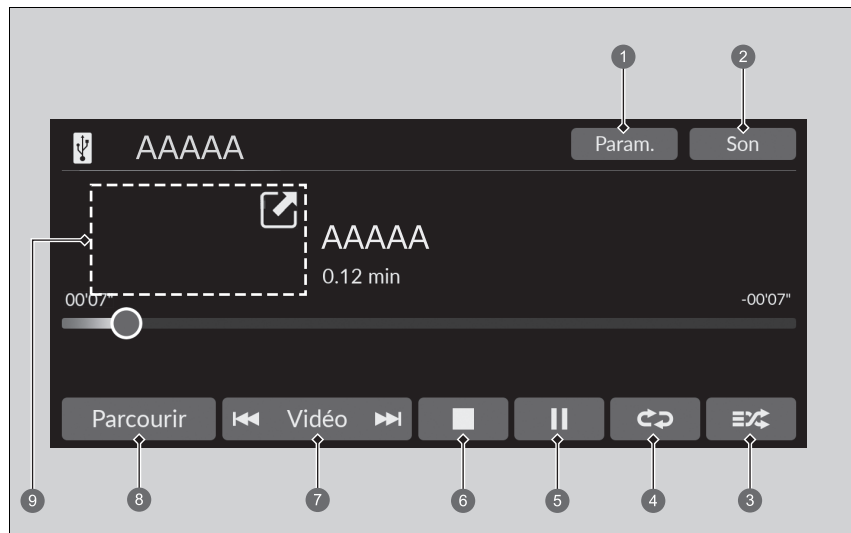 1
2
AAAAA
Param.
Son
AAAAA
0.12 min
00'07"
-00'07"
Parcourir
Vidéo
9
8
7
6
5
4
3